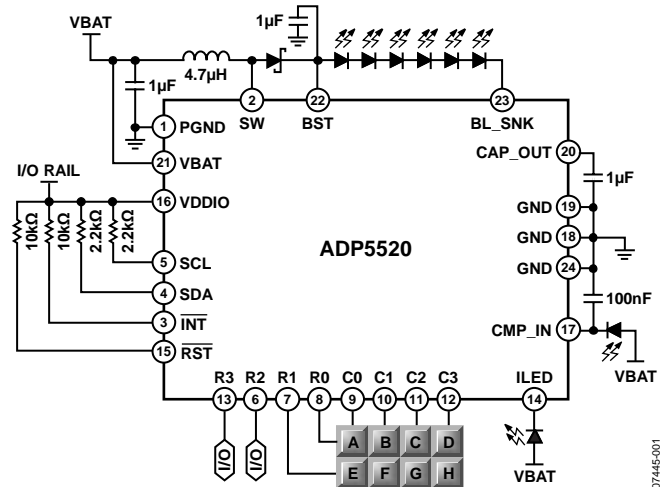 VBAT
1µF
1µF
4.7µH
2
SW
22
BST
23
BL_SNK
1
PGND
21
VBAT
I/O RAIL
16
VDDIO
10kΩ
10kΩ
2.2kΩ
2.2kΩ
5
SCL
4
SDA
3
INT
15
RST
ADP5520
CAP_OUT
20
1µF
GND
19
GND
18
GND
24
100nF
CMP_IN
17
VBAT
R3 R2 R1 R0 C0 C1 C2 C3 ILED
13 6 7 8 9 10 11 12 14
I/O
I/O
A B C D
E F G H
VBAT
07445-001